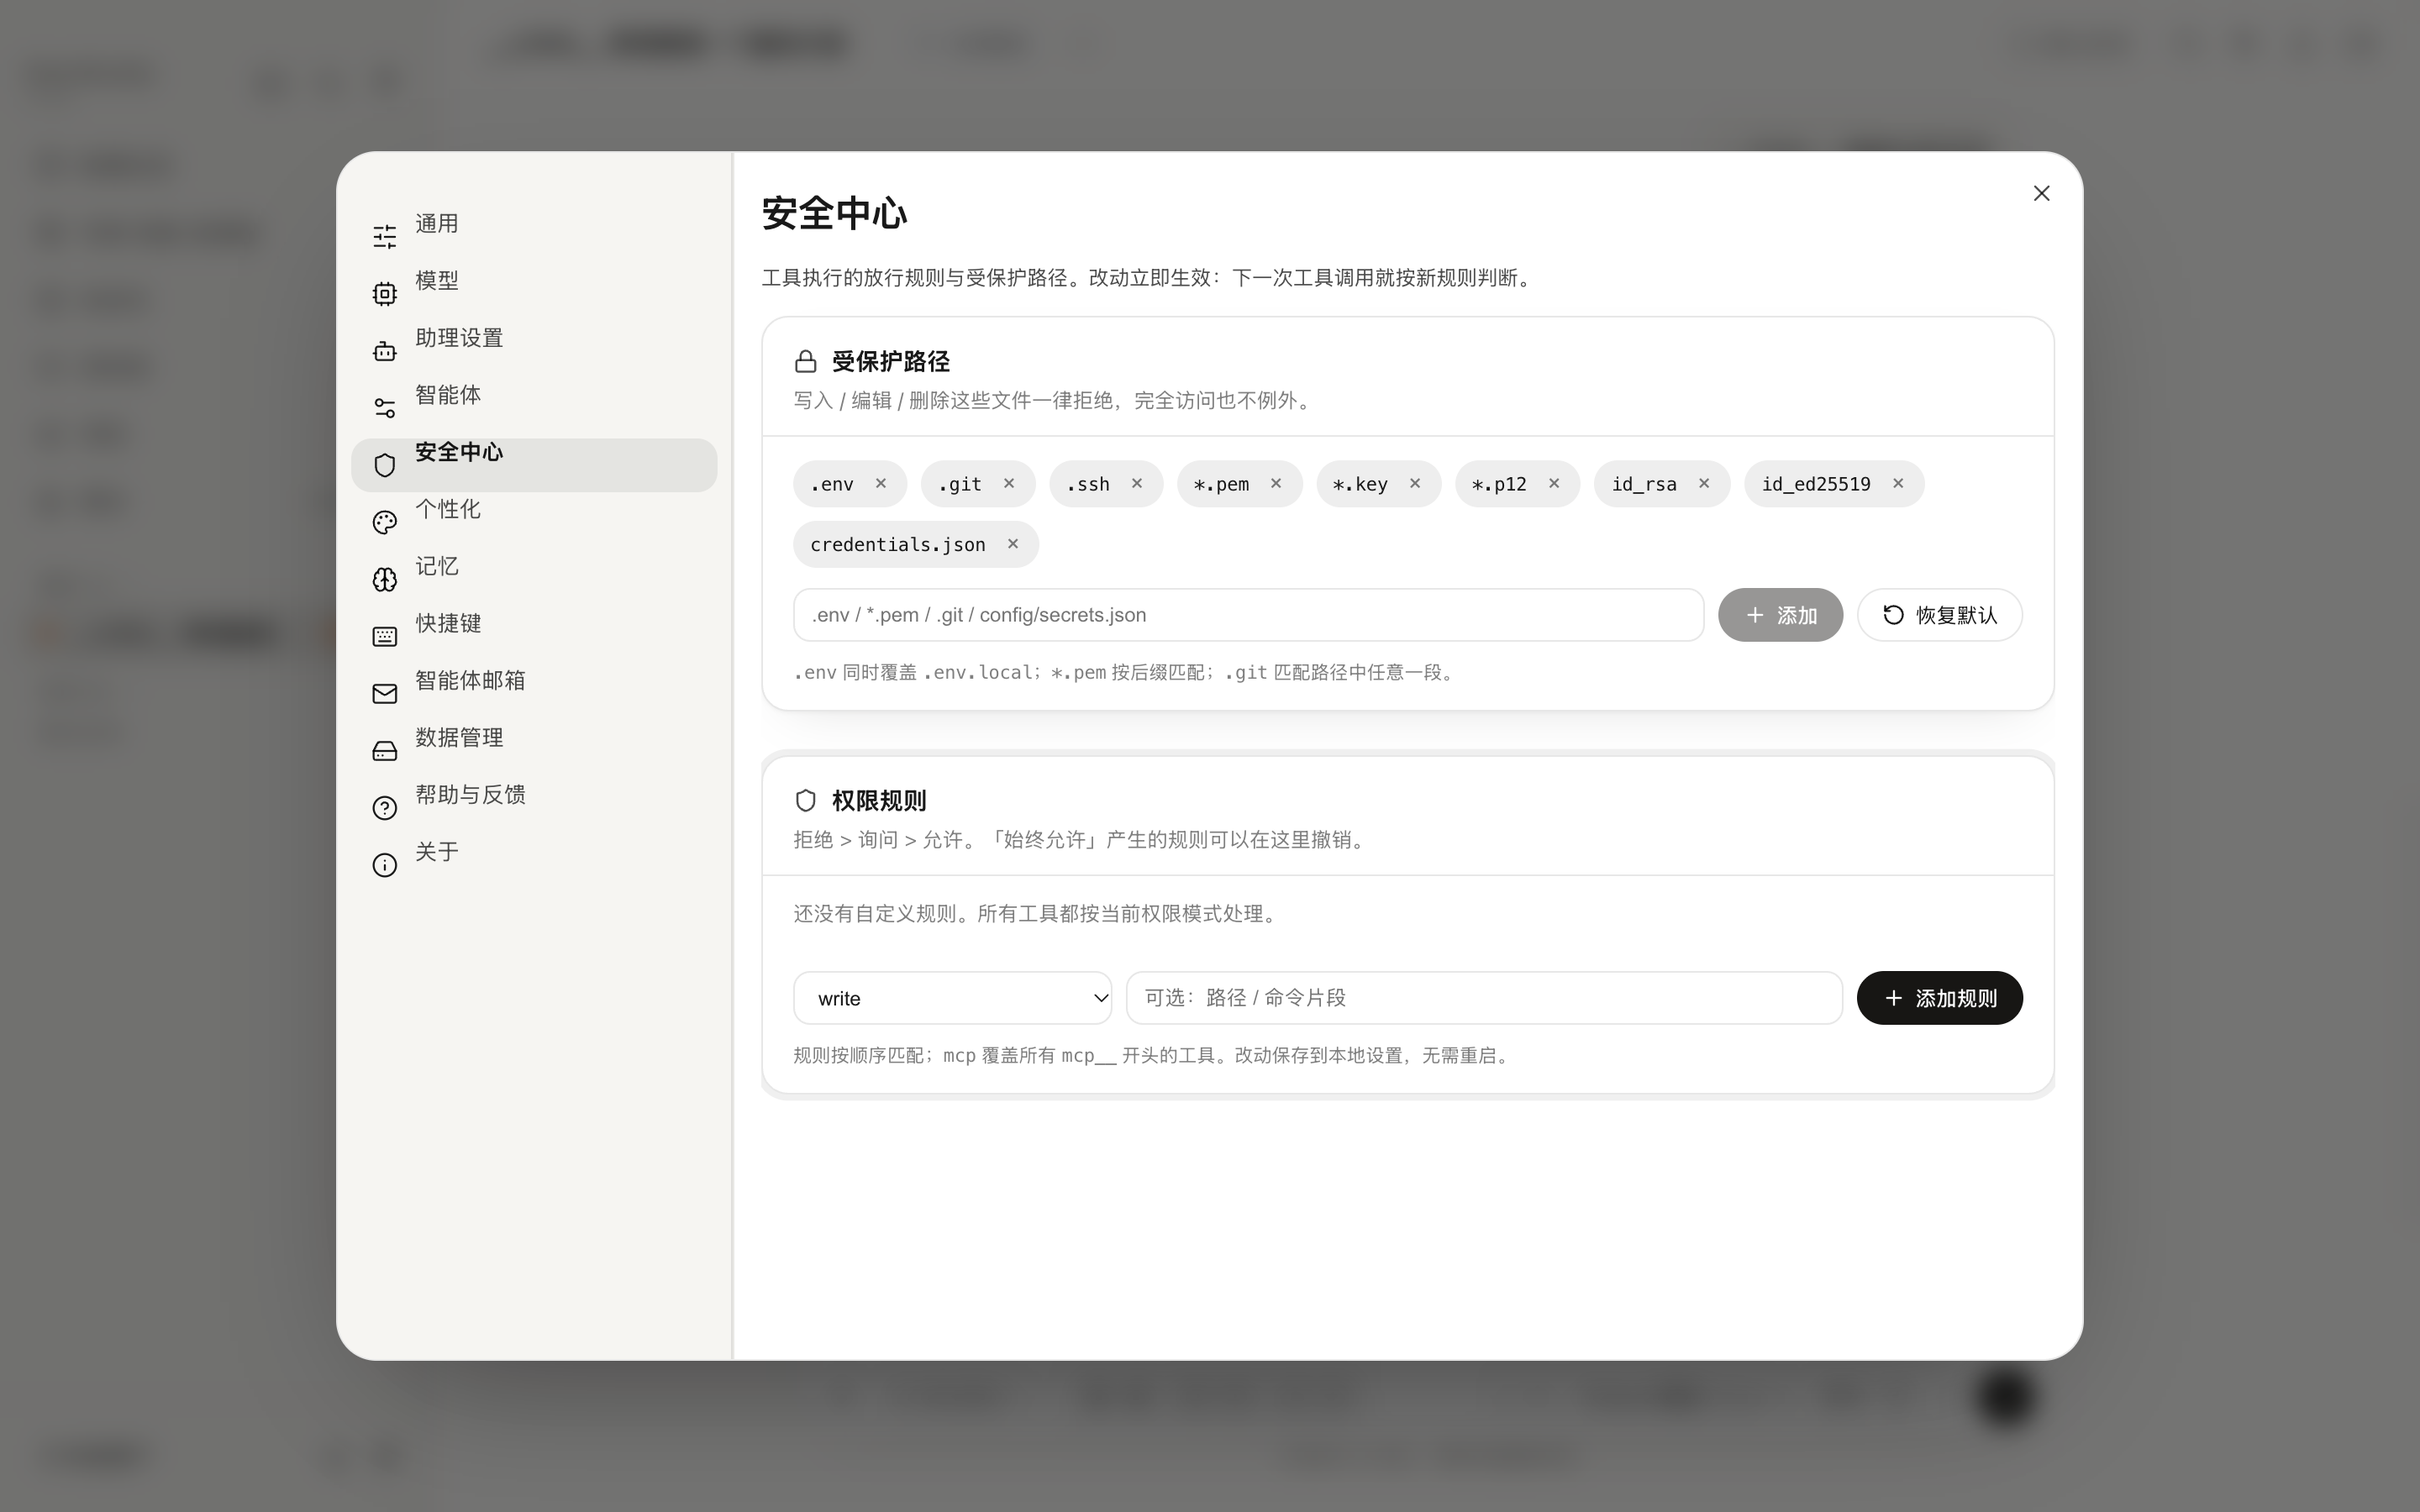 通用
模型
助理设置
智能体
安全中心
个性化
记忆
快捷键
智能体邮箱
数据管理
帮助与反馈
关于
安全中心
工具执行的放行规则与受保护路径。改动立即生效：下一次工具调用就按新规则判断。
受保护路径
写入 / 编辑 / 删除这些文件一律拒绝，完全访问也不例外。
.env × .git × .ssh × *.pem × *.key × *.p12 × id_rsa × id_ed25519 ×
credentials.json ×
.env / *.pem / .git / config/secrets.json + 添加 恢复默认
.env 同时覆盖 .env.local；*.pem 按后缀匹配；.git 匹配路径中任意一段。
权限规则
拒绝 > 询问 > 允许。「始终允许」产生的规则可以在这里撤销。
还没有自定义规则。所有工具都按当前权限模式处理。
write 可选：路径 / 命令片段 + 添加规则
规则按顺序匹配；mcp 覆盖所有 mcp__ 开头的工具。改动保存到本地设置，无需重启。